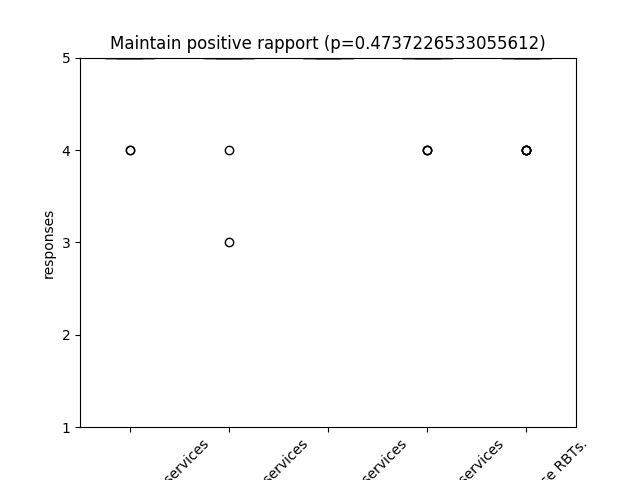 Maintain positive rapport (p=0.4737226533055612)
5
4
3
2
1
responses
services
services
services
services
RBTs.